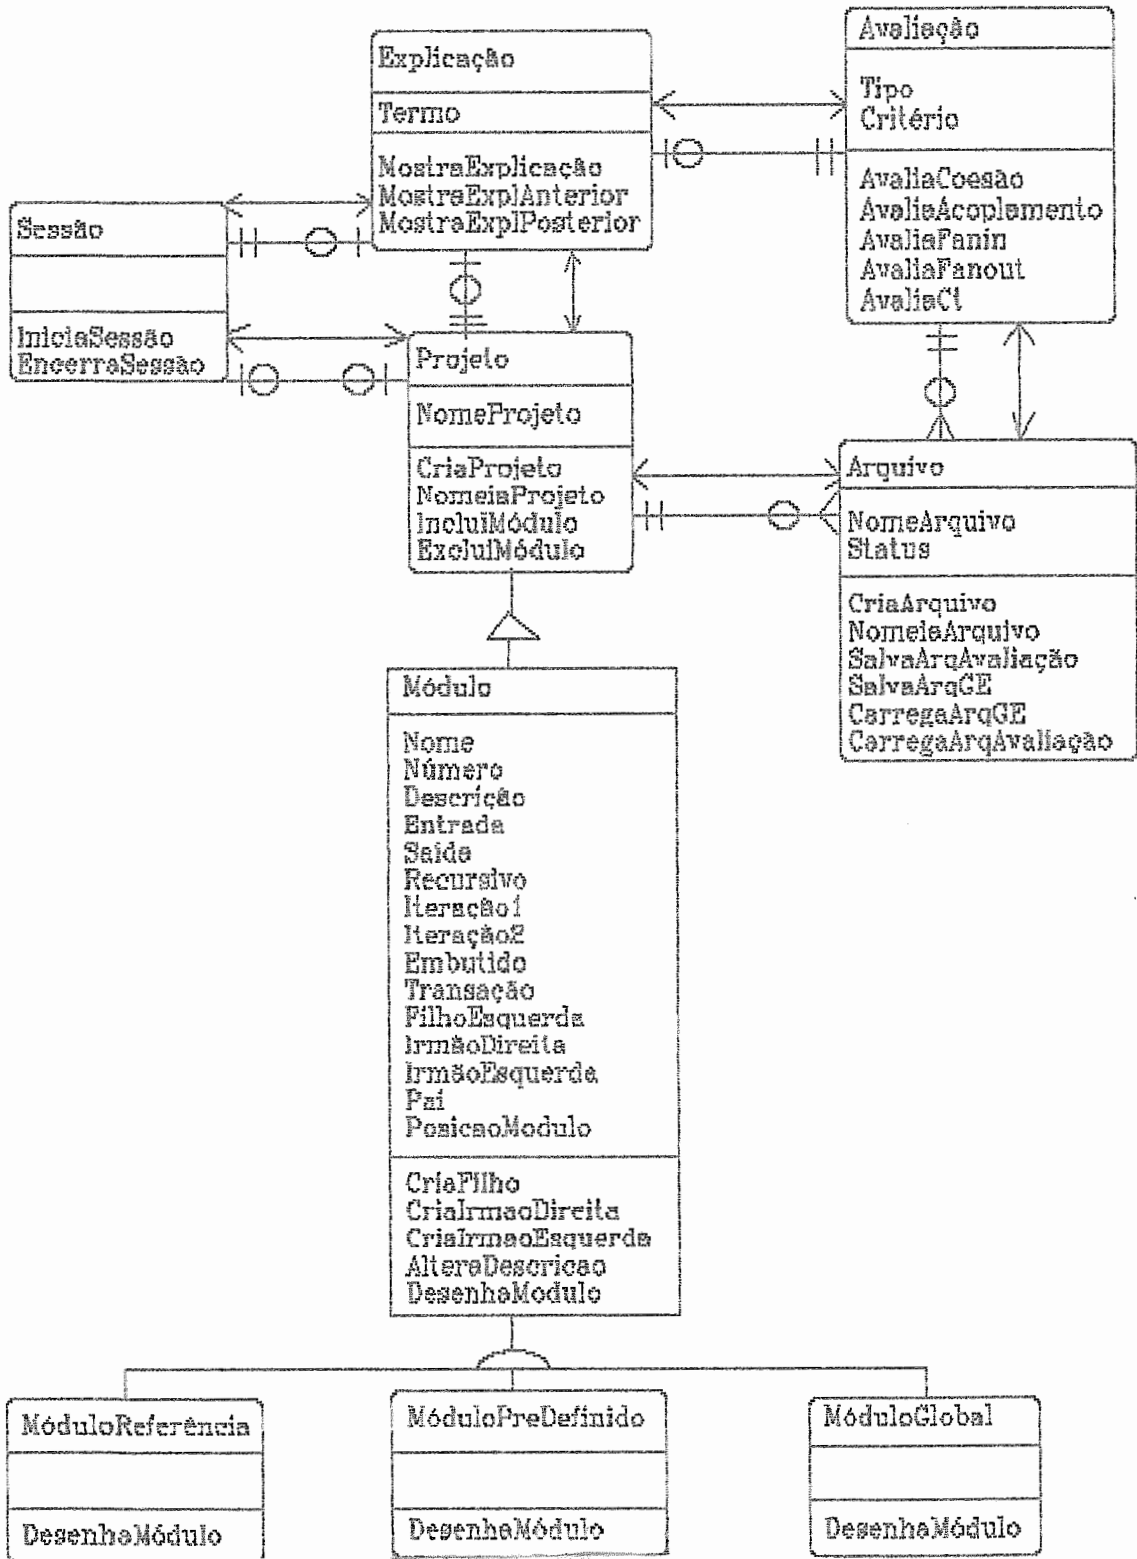 Avaliação
Tipo
Critério
AvaliaCoesão
AvaliaAcoplamento
AvaliaFanin
AvaliaFanout
AvaliaCi
Explicação
Termo
MostraExplicação
MostraExplAnterior
MostraExplPosterior
Sessão
IniciaSessão
EncerraSessão
Projeto
NomeProjeto
CriaProjeto
NomeiaProjeto
IncluiMódulo
ExcluiMódulo
Arquivo
NomeArquivo
Status
CriaArquivo
NomeiaArquivo
SalvaArqAvaliação
SalvaArqGE
CarregaArqGE
CarregaArqAvaliação
Módulo
Nome
Número
Descrição
Entrada
Saída
Recursivo
Iteração1
Iteração2
Embutido
Transação
FilhoEsquerda
IrmãoDireita
IrmãoEsquerda
Pai
PosicaoModulo
CriaFilho
CriaIrmaoDireita
CriaIrmaoEsquerda
AlteraDescricao
DesenhaModulo
MóduloReferência
DesenhaMódulo
MóduloPreDefinido
DesenhaMódulo
MóduloGlobal
DesenhaMódulo